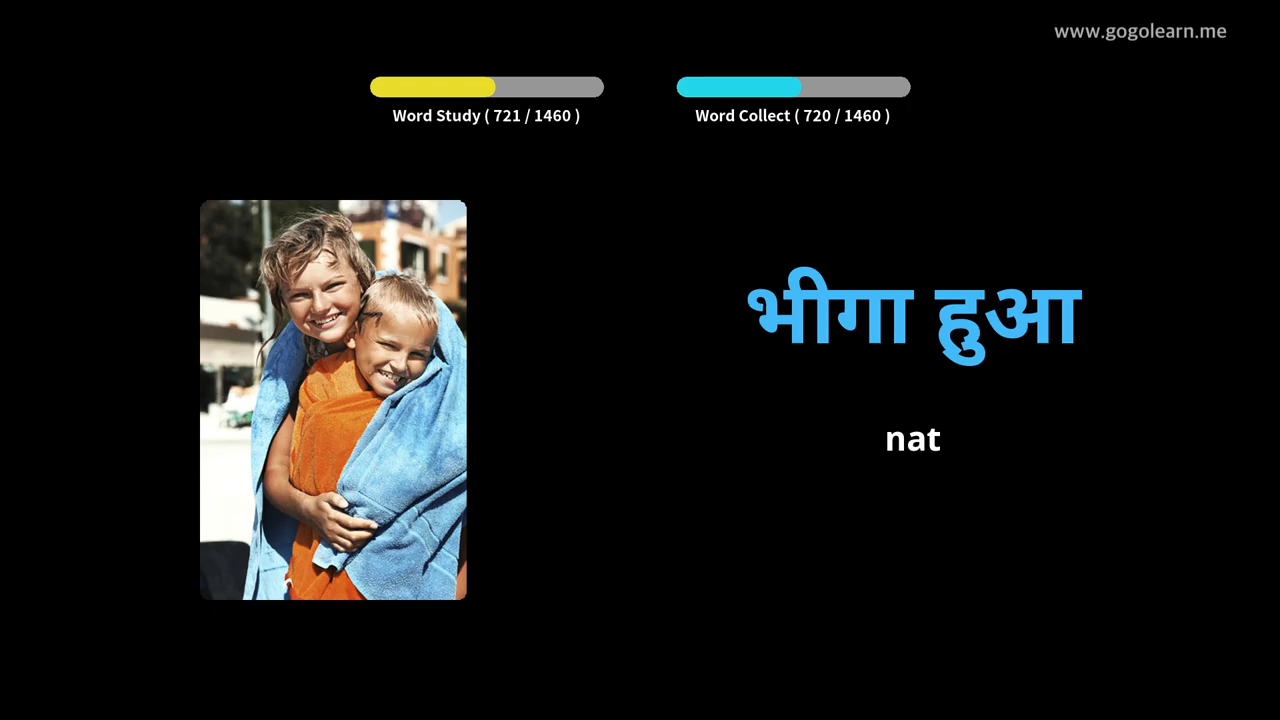 www.gogolearn.me
Word Study ( 721 / 1460 )
Word Collect ( 720 / 1460 )
भीगा हुआ
nat